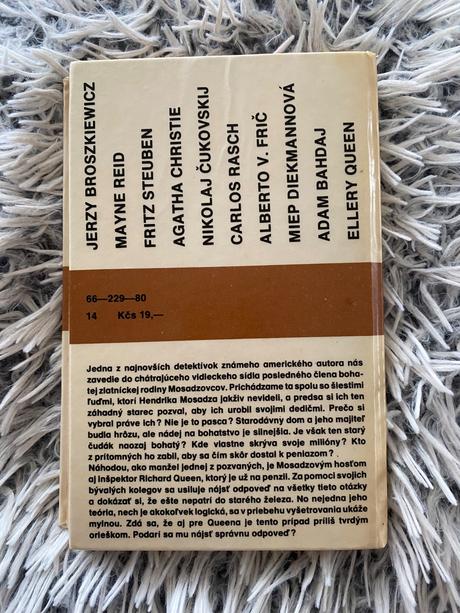 JERZY BROSZKIEWICZ
MAYNE REID
FRITZ STEUBEN
AGATHA CHRISTIE
NIKOLAJ ČUKOVSKIJ
CARLOS RASCH
ALBERTO V. FRIČ
MIEP DIEKMANNOVÁ
ADAM BAHDAJ
ELLERY QUEEN
66—229—80
14 Kčs 19,—
Jedna z najnovších detektívok známeho amerického autora nás
zavedie do chátrajúceho vidieckeho sídla posledného člena boha-
tej zlatníckej rodiny Mosadzovcov. Prichádzame ta spolu so šiestimi
ľuďmi, ktorí Hendrika Mosadza jakživ nevideli, a predsa si ich ten
záhadný starec pozval, aby ich urobil svojimi dedičmi. Prečo si
vybral práve ich? Nie je to pasca? Starodávny dom a jeho majiteľ
budia hrôzu, ale nádej na bohatstvo je silnejšia. Je však ten starý
čudák naozaj bohatý? Kde vlastne skrýva svoje milióny? Kto
z prítomných ho zabil, aby sa čím skôr dostal k peniazom?
Náhodou, ako manžel jednej z pozvaných, je Mosadzovým hosťom
aj inšpektor Richard Queen, ktorý je už na penzii. Za pomoci svojich
bývalých kolegov sa usiluje nájsť odpoveď na všetky tieto otázky
a dokázať si, že ešte nepatrí do starého železa. No nejedna jeho
teória, nech je akokoľvek logická, sa v priebehu vyšetrovania ukáže
mylnou. Zdá sa, že aj pre Queena je tento prípad príliš tvrdým
orieškom. Podarí sa mu nájsť správnu odpoveď?